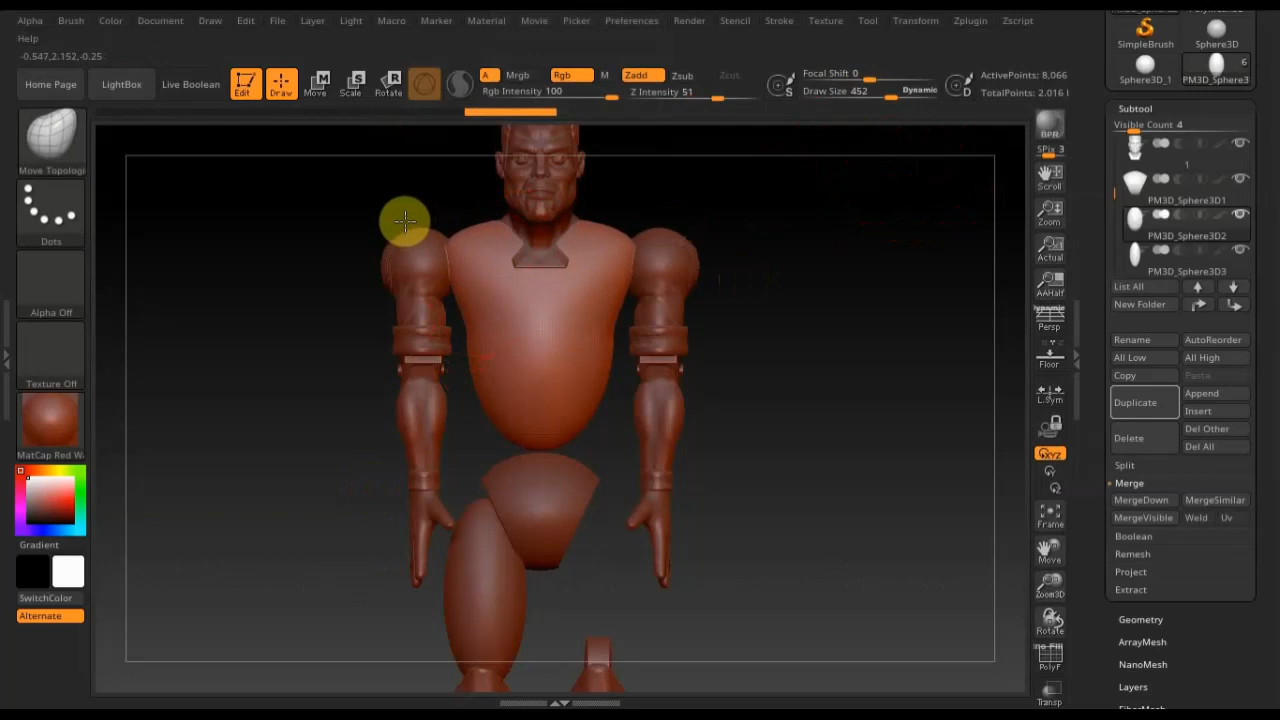 Alpha Brush Color Document Draw Edit File Layer Light Macro Marker Material Movie Picker Preferences Render Stencil Stroke Texture Tool Transform Zplugin Zscript
Help
-0.547,2.152,-0.25
Home Page
LightBox
Live Boolean
Edit
Draw
Move
Scale
Rotate
A Mrgb
Rgb M
Rgb Intensity 100
Zadd Zsub Zcut
Z Intensity 51
Focal Shift 0
Draw Size 452 Dynamic
ActivePoints: 8,066
TotalPoints: 2.016
SimpleBrush
Sphere3D
Sphere3D_1
6
PM3D_Sphere3
Move Topologi
Dots
Alpha Off
Texture Off
MatCap Red Wa
Gradient
SwitchColor
Alternate
BPR
SPix 3
Scroll
Zoom
Actual
AAHalf
Dynamic
Persp
Floor
L.Sym
XYZ
Frame
Move
Zoom3D
Rotate
PolyF
Transp
Subtool
Visible Count 4
1
PM3D_Sphere3D1
PM3D_Sphere3D2
PM3D_Sphere3D3
List All
New Folder
Rename AutoReorder
All Low All High
Copy Paste
Duplicate Append
Insert
Delete Del Other
Del All
Split
Merge
MergeDown MergeSimilar
MergeVisible Weld Uv
Boolean
Remesh
Project
Extract
Geometry
ArrayMesh
NanoMesh
Layers